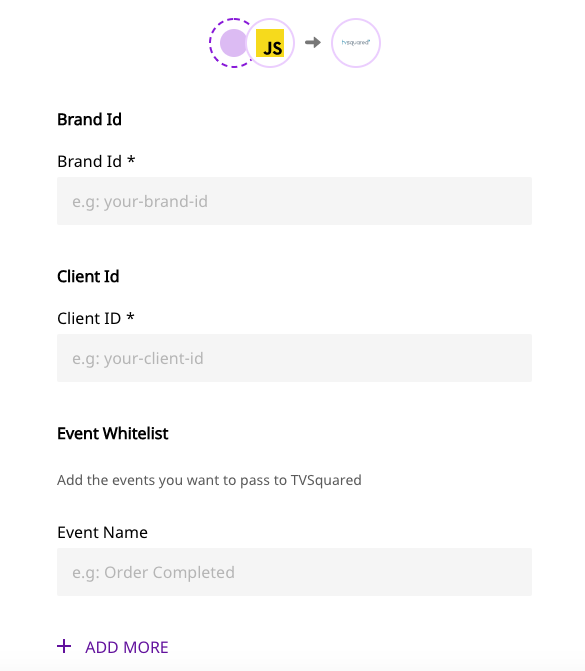 JS
tvsquared
Brand Id
Brand Id *
e.g: your-brand-id
Client Id
Client ID *
e.g: your-client-id
Event Whitelist
Add the events you want to pass to TVSquared
Event Name
e.g: Order Completed
+ ADD MORE